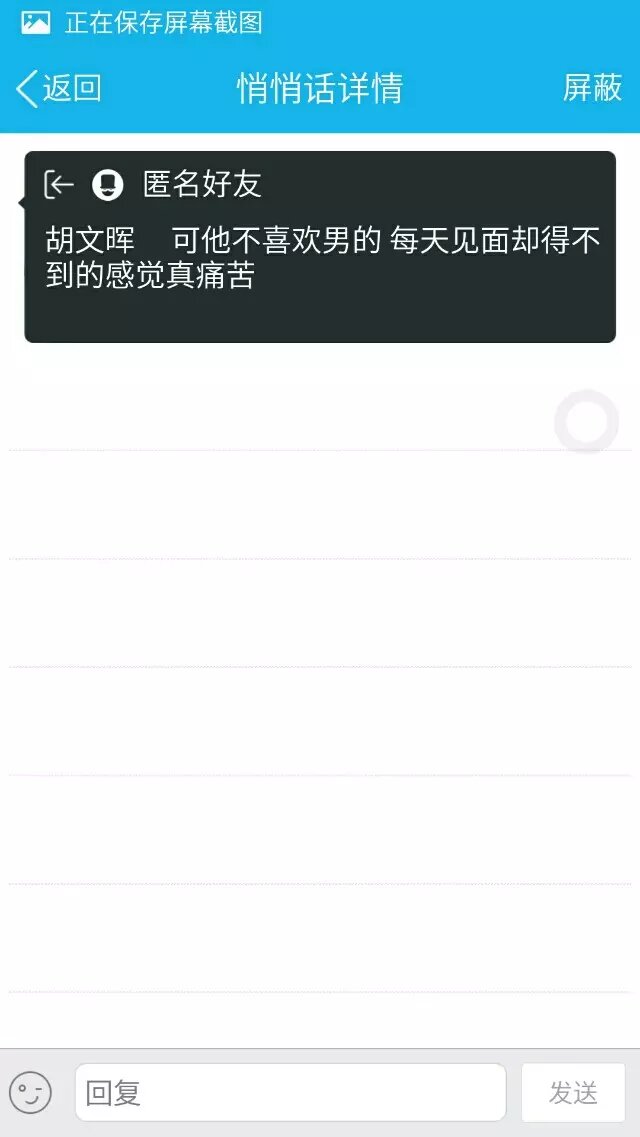 正在保存屏幕截图
返回 悄悄话详情 屏蔽
匿名好友
胡文晖 可他不喜欢男的 每天见面却得不
到的感觉真痛苦
回复 发送